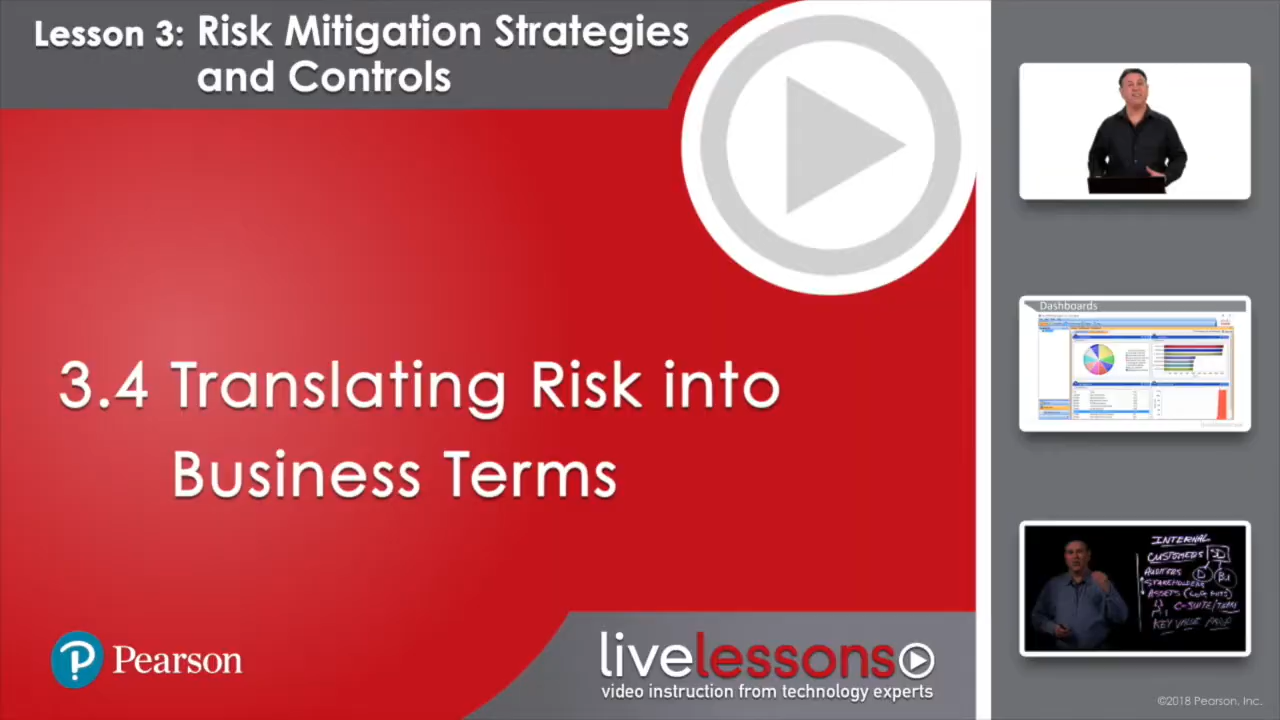 Lesson 3: Risk Mitigation Strategies
and Controls
3.4 Translating Risk into
Business Terms
Pearson
livelessons
video instruction from technology experts
Dashboards
INTERNAL
CUSTOMERS
AUDITORS
STAKEHOLDERS
ASSETS
C-SUITE/TEAM
KEY VALUE PROP
©2018 Pearson, Inc.